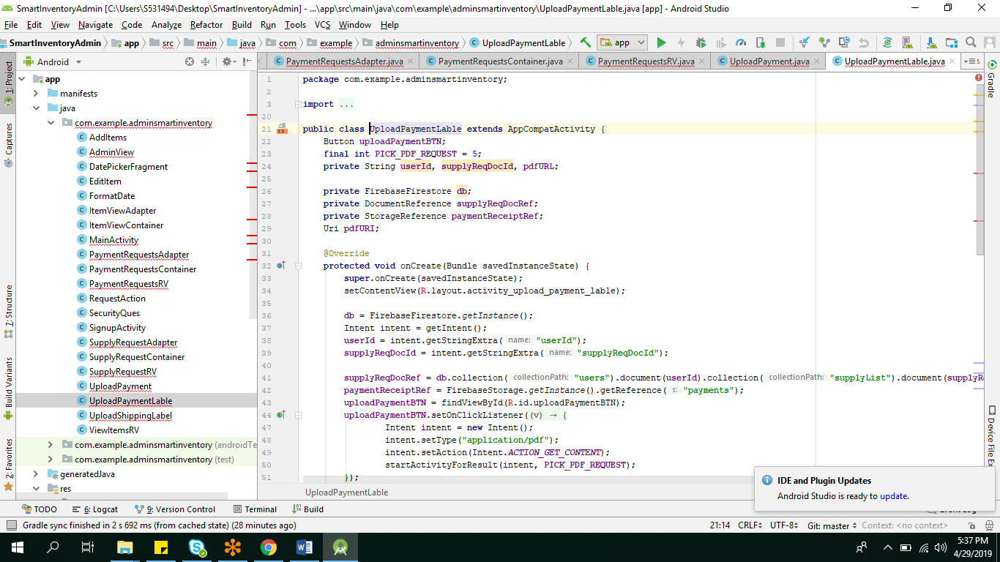 SmartInventoryAdmin [C:\Users\S531494\Desktop\SmartInventoryAdmin] - ...\app\src\main\java\com\example\adminsmartinventory\UploadPaymentLable.java [app] - Android Studio
File Edit View Navigate Code Analyze Refactor Build Run Tools VCS Window Help
SmartInventoryAdmin app src main java com example adminsmartinventory UploadPaymentLable app
Android PaymentRequestsAdapter.java PaymentRequestsContainer.java PaymentRequestsRV.java UploadPayment.java UploadPaymentLable.java 5
1: Project
Captures
7: Structure
Build Variants
2: Favorites
app
manifests
java
com.example.adminsmartinventory
AddItems
AdminView
DatePickerFragment
EditItem
FormatDate
ItemViewAdapter
ItemViewContainer
MainActivity
PaymentRequestsAdapter
PaymentRequestsContainer
PaymentRequestsRV
RequestAction
SecurityQues
SignupActivity
SupplyRequestAdapter
SupplyRequestContainer
SupplyRequestRV
UploadPayment
UploadPaymentLable
UploadShippingLabel
ViewItemsRV
com.example.adminsmartinventory (androidTe
com.example.adminsmartinventory (test)
generatedJava
res
1 package com.example.adminsmartinventory;
2
3 import ...
20
21 public class UploadPaymentLable extends AppCompatActivity {
22 Button uploadPaymentBTN;
23 final int PICK_PDF_REQUEST = 5;
24 private String userId, supplyReqDocId, pdfURL;
25
26 private FirebaseFirestore db;
27 private DocumentReference supplyReqDocRef;
28 private StorageReference paymentReceiptRef;
29 Uri pdfURI;
30
31 @Override
32 protected void onCreate(Bundle savedInstanceState) {
33 super.onCreate(savedInstanceState);
34 setContentView(R.layout.activity_upload_payment_lable);
35
36 db = FirebaseFirestore.getInstance();
37 Intent intent = getIntent();
38 userId = intent.getStringExtra( name: "userId");
39 supplyReqDocId = intent.getStringExtra( name: "supplyReqDocId");
40
41 supplyReqDocRef = db.collection( collectionPath: "users").document(userId).collection( collectionPath: "supplyList").document(supplyRe
42 paymentReceiptRef = FirebaseStorage.getInstance().getReference( s: "payments");
43 uploadPaymentBTN = findViewById(R.id.uploadPaymentBTN);
44 uploadPaymentBTN.setOnClickListener((v) → {
47 Intent intent = new Intent();
48 intent.setType("application/pdf");
49 intent.setAction(Intent.ACTION_GET_CONTENT);
50 startActivityForResult(intent, PICK_PDF_REQUEST);
51 });
UploadPaymentLable
Gradle
Device File Ex
IDE and Plugin Updates
Android Studio is ready to update.
TODO 6: Logcat 9: Version Control Terminal Build Event Log
Gradle sync finished in 2 s 692 ms (from cached state) (28 minutes ago) 21:14 CRLF UTF-8 Git: master Context: <no context>
5:37 PM
4/29/2019